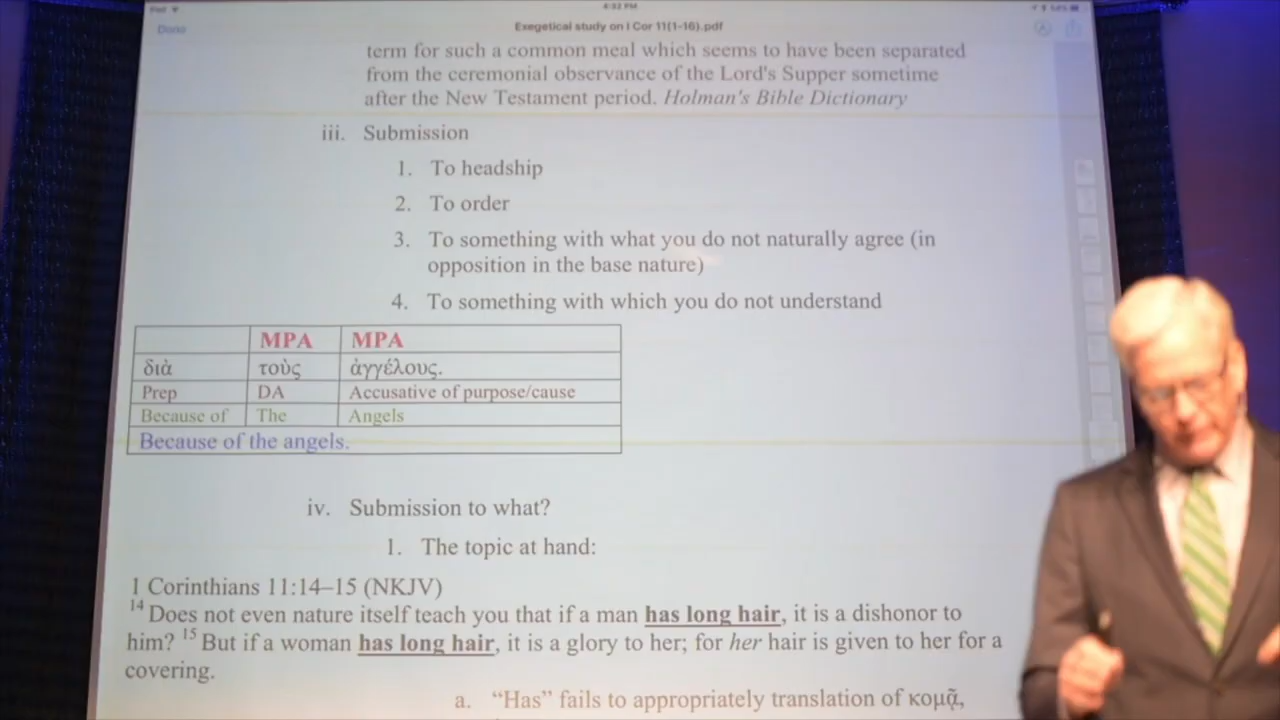 iPad
4:52 PM
Done
Exegetical study on I Cor 11(1-16).pdf
term for such a common meal which seems to have been separated
from the ceremonial observance of the Lord's Supper sometime
after the New Testament period. Holman's Bible Dictionary
iii. Submission
1. To headship
2. To order
3. To something with what you do not naturally agree (in
opposition in the base nature)
4. To something with which you do not understand
MPA MPA
διὰ τοὺς ἀγγέλους.
Prep DA Accusative of purpose/cause
Because of The Angels
Because of the angels.
iv. Submission to what?
1. The topic at hand:
1 Corinthians 11:14–15 (NKJV)
14 Does not even nature itself teach you that if a man has long hair, it is a dishonor to
him? 15 But if a woman has long hair, it is a glory to her; for her hair is given to her for a
covering.
a. “Has” fails to appropriately translation of κομᾷ,